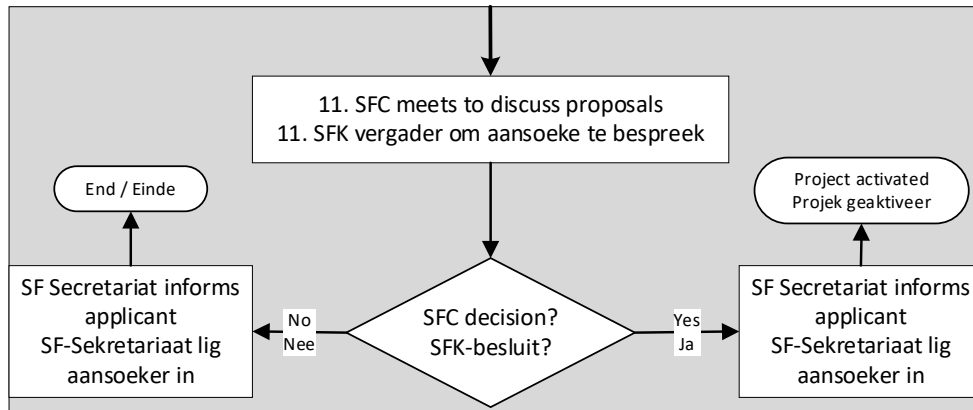 11. SFC meets to discuss proposals
11. SFK vergader om aansoeke te bespreek
End / Einde
Project activated
Projek geaktiveer
SF Secretariat informs
applicant
SF-Sekretariaat lig
aansoeker in
No
Nee
SFC decision?
SFK-besluit?
Yes
Ja
SF Secretariat informs
applicant
SF-Sekretariaat lig
aansoeker in